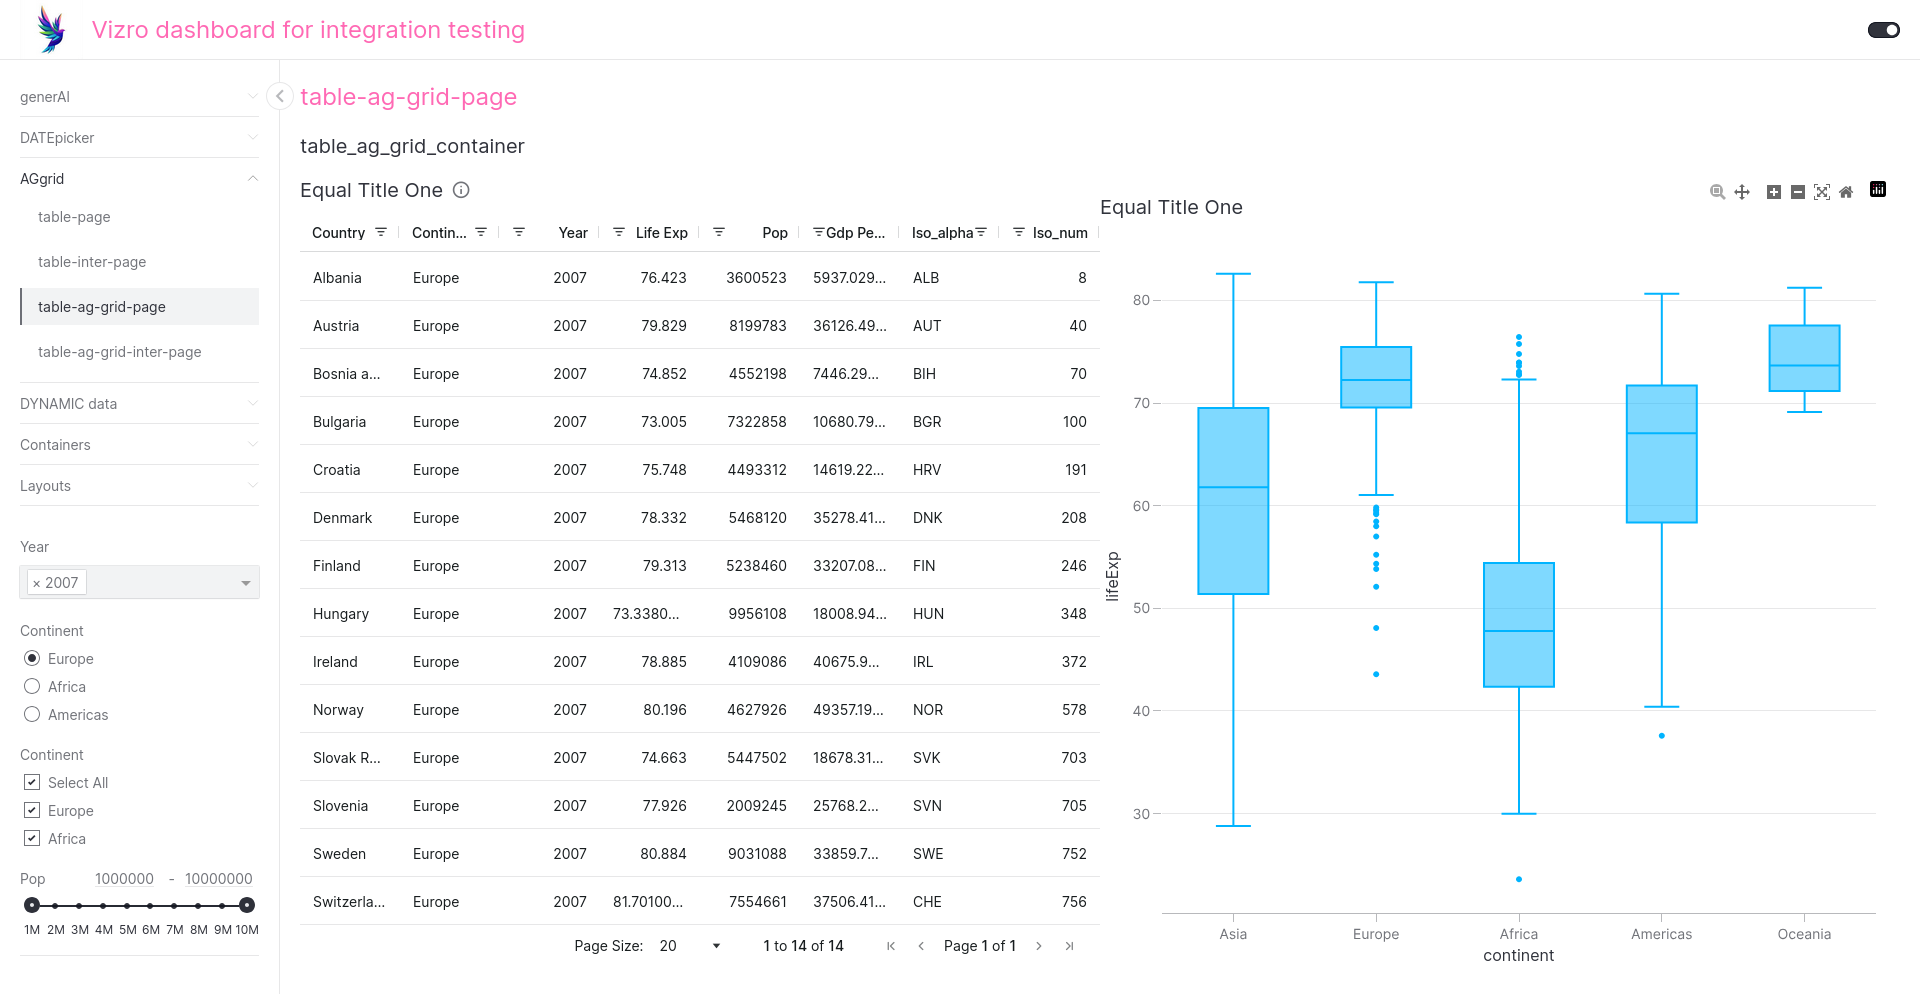 Vizro dashboard for integration testing
generAI
DATEpicker
AGgrid
table-page
table-inter-page
table-ag-grid-page
table-ag-grid-inter-page
DYNAMIC data
Containers
Layouts
Year
× 2007
Continent
Europe
Africa
Americas
Continent
Select All
Europe
Africa
Pop 1000000 - 10000000
1M 2M 3M 4M 5M 6M 7M 8M 9M 10M
table-ag-grid-page
table_ag_grid_container
Equal Title One
Country Contin... Year Life Exp Pop Gdp Pe... Iso_alpha Iso_num
Albania Europe 2007 76.423 3600523 5937.029... ALB 8
Austria Europe 2007 79.829 8199783 36126.49... AUT 40
Bosnia a... Europe 2007 74.852 4552198 7446.29... BIH 70
Bulgaria Europe 2007 73.005 7322858 10680.79... BGR 100
Croatia Europe 2007 75.748 4493312 14619.22... HRV 191
Denmark Europe 2007 78.332 5468120 35278.41... DNK 208
Finland Europe 2007 79.313 5238460 33207.08... FIN 246
Hungary Europe 2007 73.3380... 9956108 18008.94... HUN 348
Ireland Europe 2007 78.885 4109086 40675.9... IRL 372
Norway Europe 2007 80.196 4627926 49357.19... NOR 578
Slovak R... Europe 2007 74.663 5447502 18678.31... SVK 703
Slovenia Europe 2007 77.926 2009245 25768.2... SVN 705
Sweden Europe 2007 80.884 9031088 33859.7... SWE 752
Switzerla... Europe 2007 81.70100... 7554661 37506.41... CHE 756
Page Size: 20 1 to 14 of 14 Page 1 of 1
Equal Title One
80
70
60
50
40
30
lifeExp
Asia Europe Africa Americas Oceania
continent